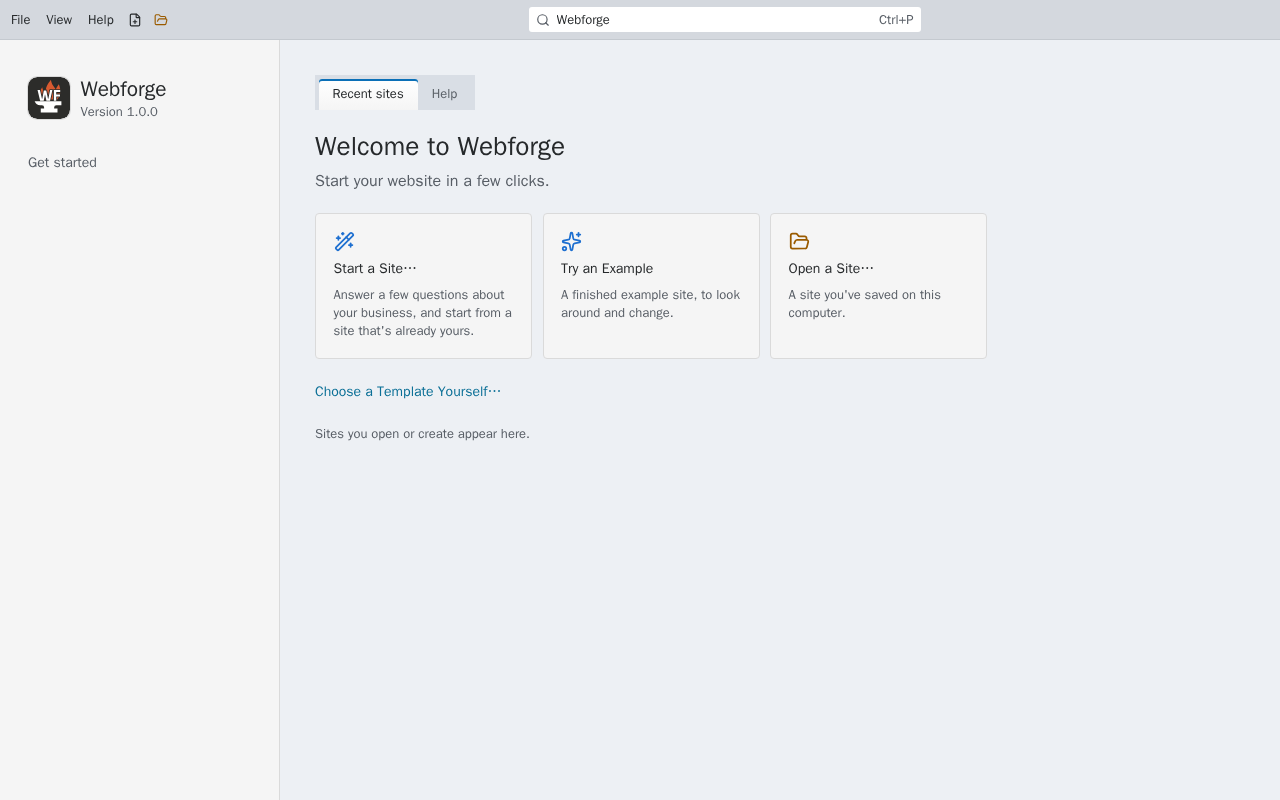 File View Help
Webforge
Ctrl+P
WF
Webforge
Version 1.0.0
Get started
Recent sites
Help
Welcome to Webforge
Start your website in a few clicks.
Start a Site···
Answer a few questions about
your business, and start from a
site that's already yours.
Try an Example
A finished example site, to look
around and change.
Open a Site···
A site you've saved on this
computer.
Choose a Template Yourself···
Sites you open or create appear here.